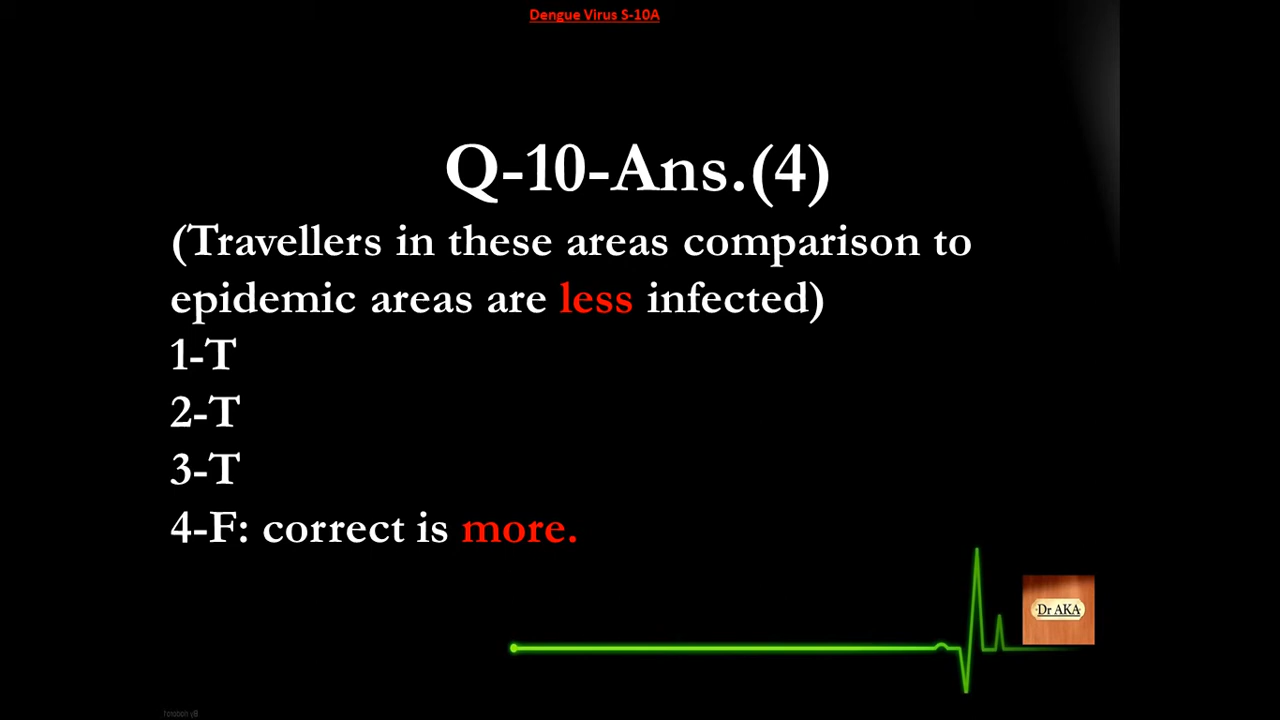 Dengue Virus S-10A
Q-10-Ans.(4)
(Travellers in these areas comparison to
epidemic areas are less infected)
1-T
2-T
3-T
4-F: correct is more.
Dr AKA